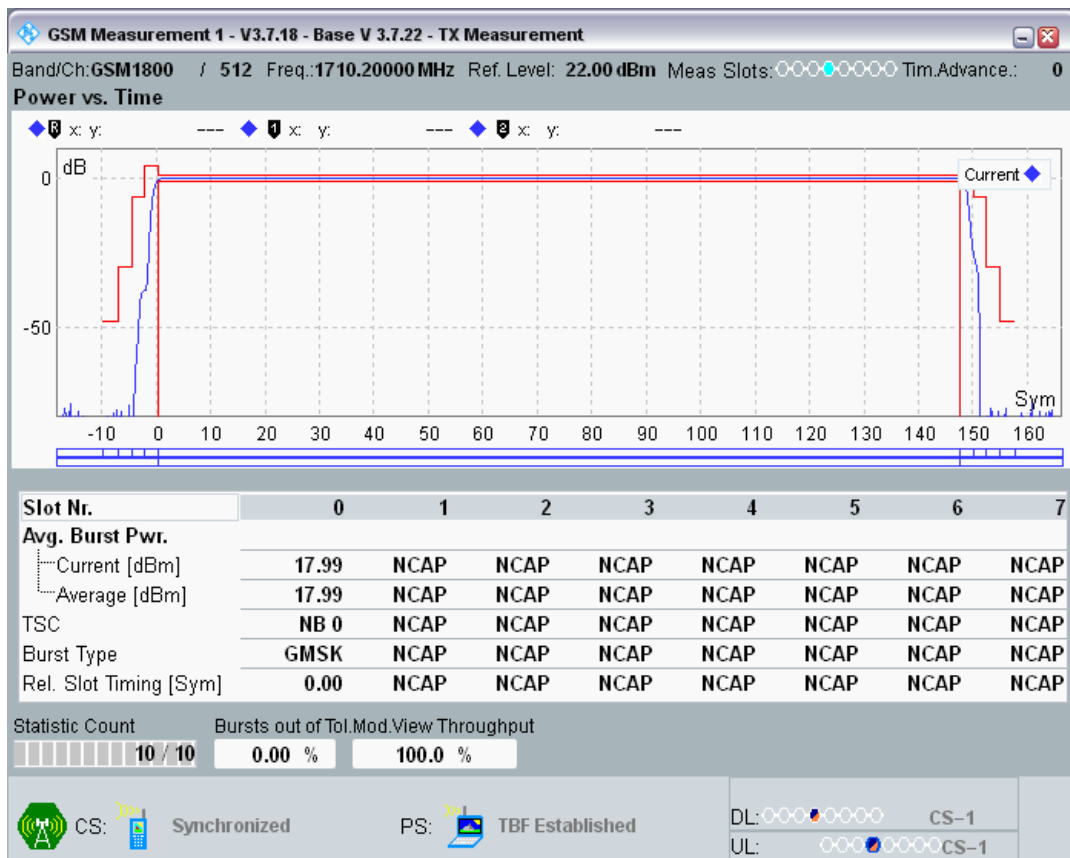 GSM Measurement 1 - V3.7.18 - Base V 3.7.22 - TX Measurement
Band/Ch:GSM1800 / 512 Freq.:1710.20000 MHz Ref. Level: 22.00 dBm Meas Slots: Tim.Advance.: 0
Power vs. Time
R x: y: --- 1 x: y: --- 2 x: y: ---
dB
0
Current
-50
Sym
-10 0 10 20 30 40 50 60 70 80 90 100 110 120 130 140 150 160
Slot Nr. 0 1 2 3 4 5 6 7
Avg. Burst Pwr.
Current [dBm] 17.99 NCAP NCAP NCAP NCAP NCAP NCAP NCAP
Average [dBm] 17.99 NCAP NCAP NCAP NCAP NCAP NCAP NCAP
TSC NB 0 NCAP NCAP NCAP NCAP NCAP NCAP NCAP
Burst Type GMSK NCAP NCAP NCAP NCAP NCAP NCAP NCAP
Rel. Slot Timing [Sym] 0.00 NCAP NCAP NCAP NCAP NCAP NCAP NCAP
Statistic Count Bursts out of Tol.Mod.View Throughput
10 / 10 0.00 % 100.0 %
CS: Synchronized PS: TBF Established
DL: CS-1
UL: CS-1